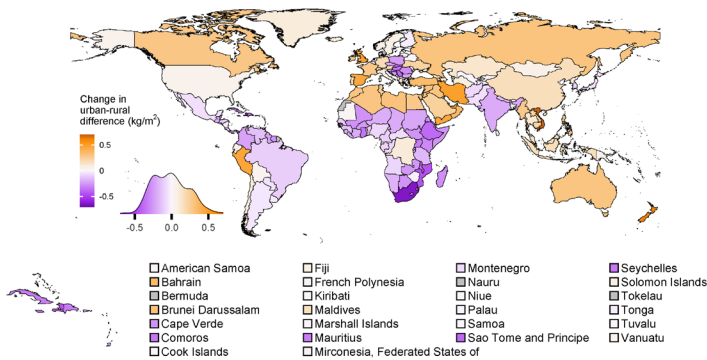 Change in
urban-rural
difference (kg/m²)
0.5
0
-0.5
-0.5 0.0 0.5
American Samoa
Bahrain
Bermuda
Brunei Darussalam
Cape Verde
Comoros
Cook Islands
Fiji
French Polynesia
Kiribati
Maldives
Marshall Islands
Mauritius
Mirconesia, Federated States of
Montenegro
Nauru
Niue
Palau
Samoa
Sao Tome and Principe
Seychelles
Solomon Islands
Tokelau
Tonga
Tuvalu
Vanuatu